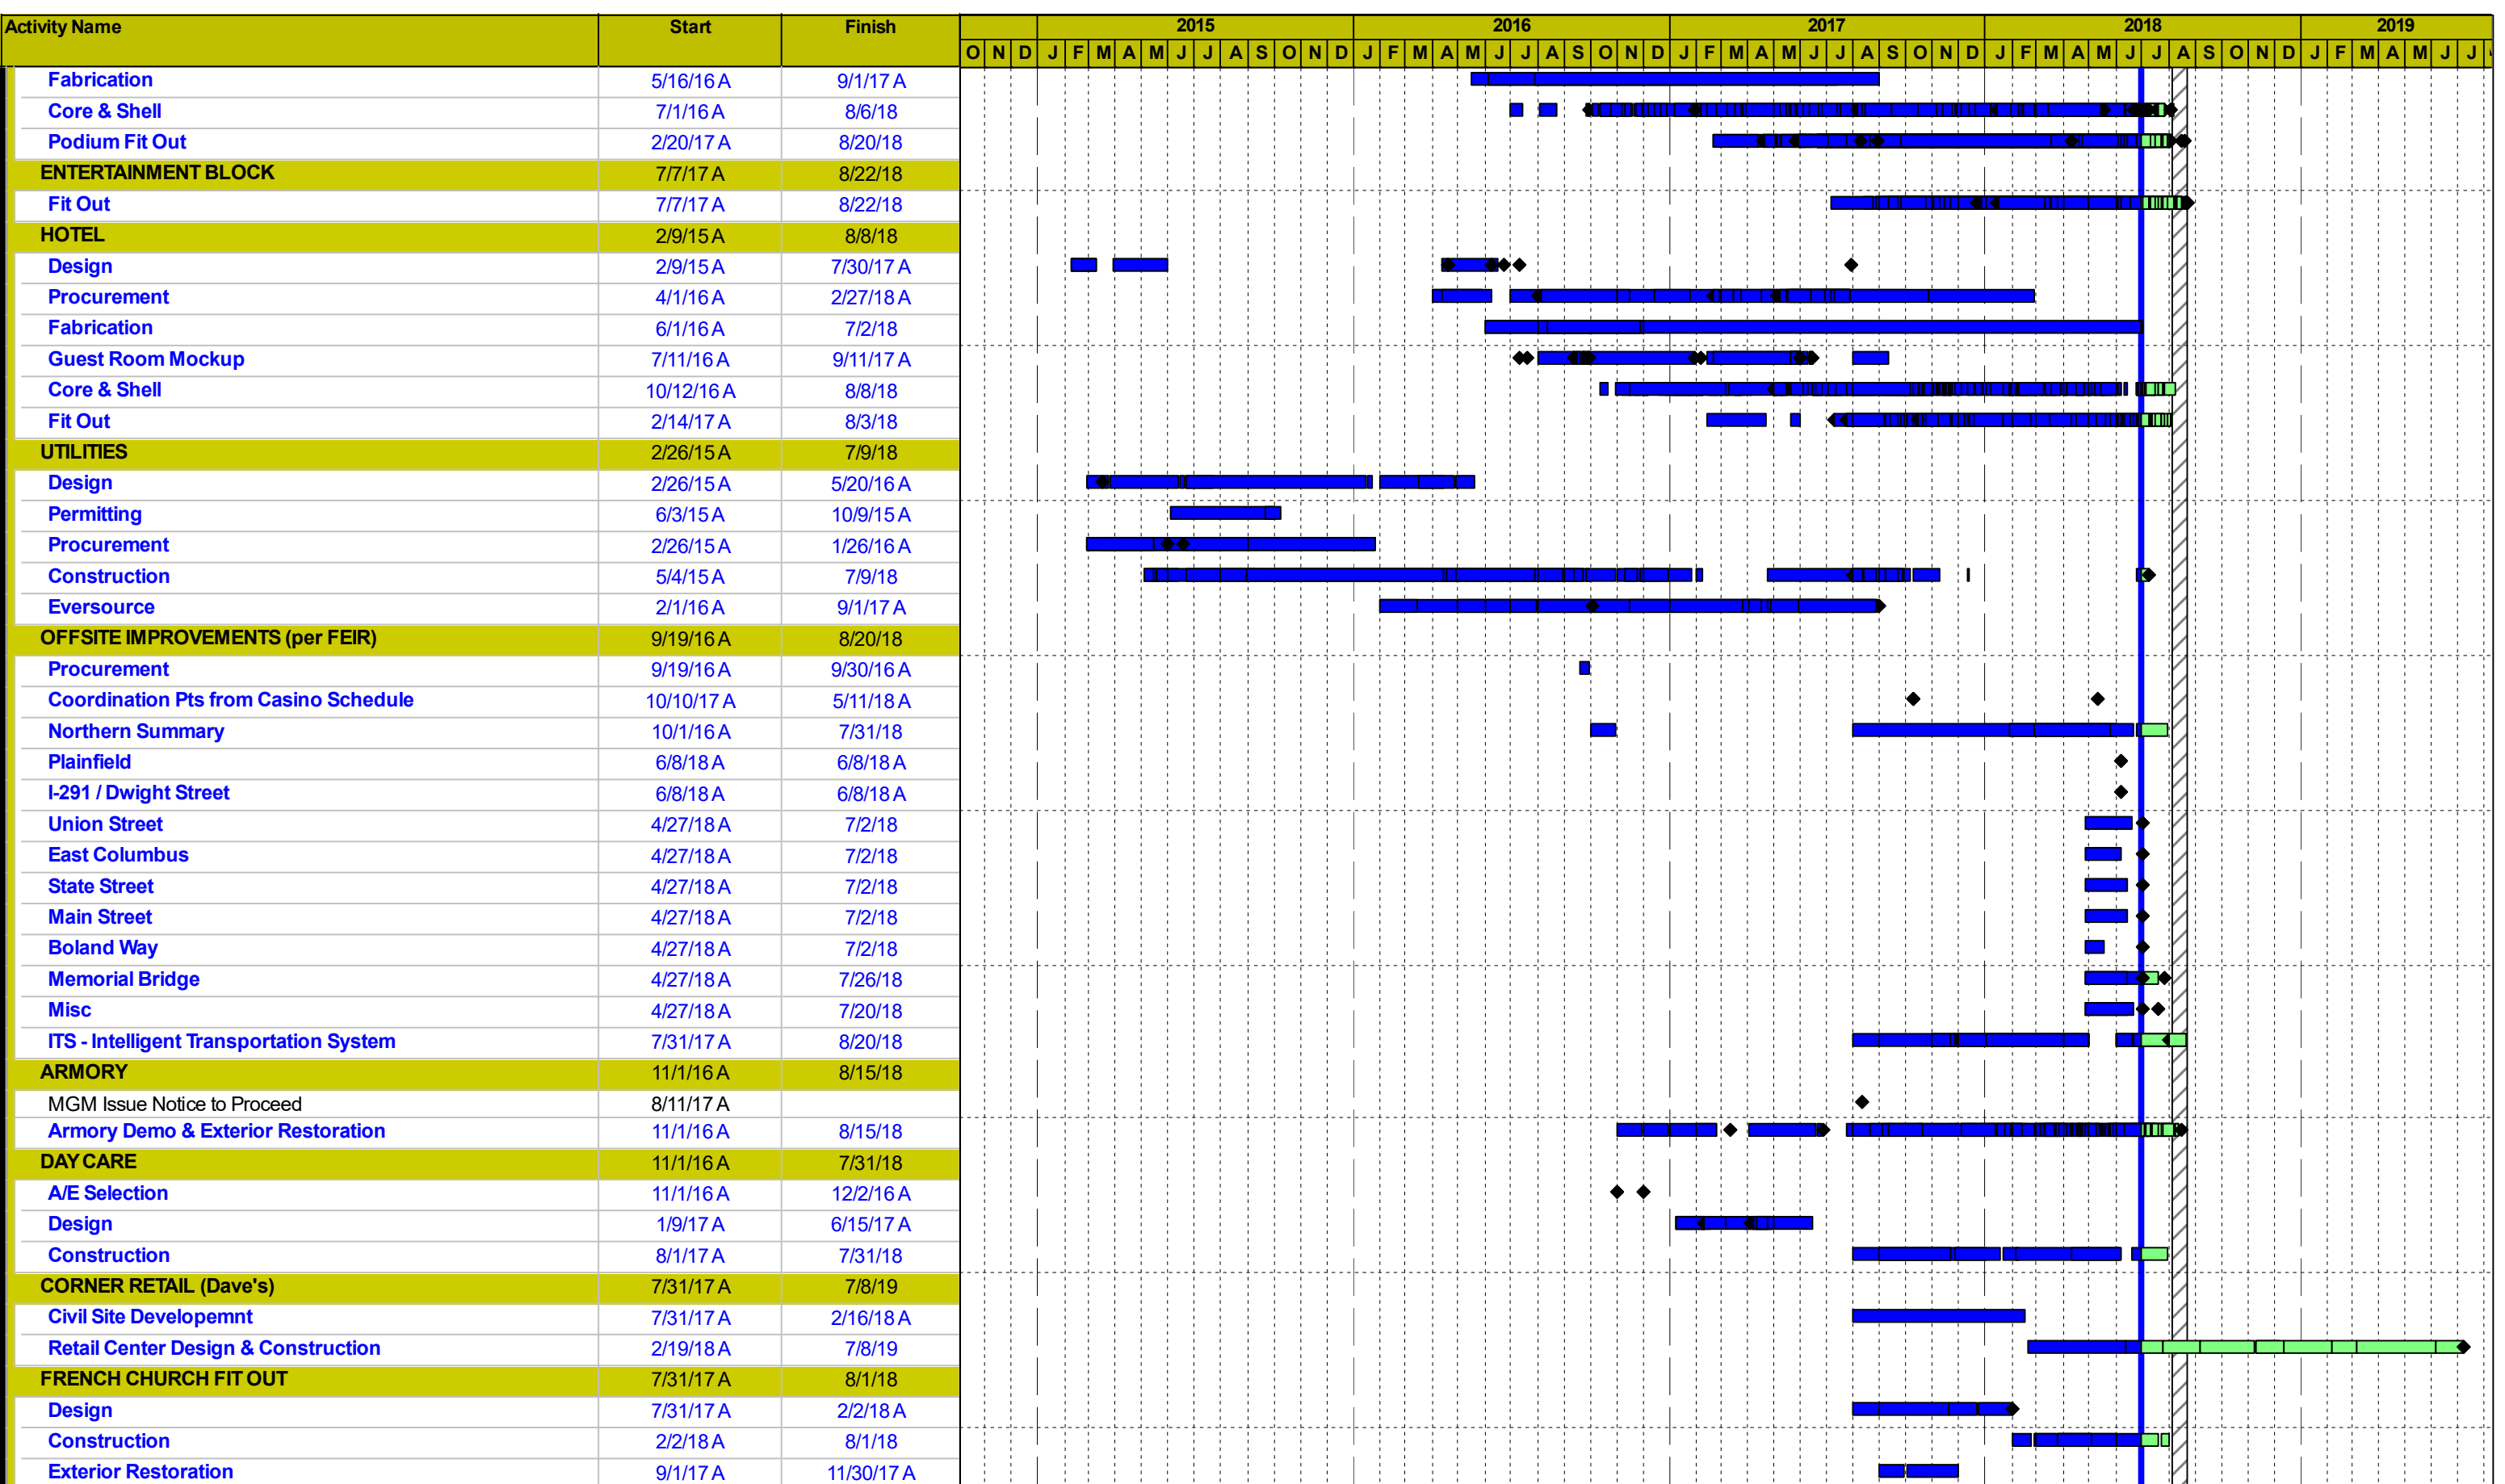 Activity Name Start Finish 2015 2016 2017 2018 2019
O N D J F M A M J J A S O N D J F M A M J J A S O N D J F M A M J J A S O N D J F M A M J J A S O N D J F M A M J J
Fabrication 5/16/16 A 9/1/17 A
Core & Shell 7/1/16 A 8/6/18
Podium Fit Out 2/20/17 A 8/20/18
ENTERTAINMENT BLOCK 7/7/17 A 8/22/18
Fit Out 7/7/17 A 8/22/18
HOTEL 2/9/15 A 8/8/18
Design 2/9/15 A 7/30/17 A
Procurement 4/1/16 A 2/27/18 A
Fabrication 6/1/16 A 7/2/18
Guest Room Mockup 7/11/16 A 9/11/17 A
Core & Shell 10/12/16 A 8/8/18
Fit Out 2/14/17 A 8/3/18
UTILITIES 2/26/15 A 7/9/18
Design 2/26/15 A 5/20/16 A
Permitting 6/3/15 A 10/9/15 A
Procurement 2/26/15 A 1/26/16 A
Construction 5/4/15 A 7/9/18
Eversource 2/1/16 A 9/1/17 A
OFFSITE IMPROVEMENTS (per FEIR) 9/19/16 A 8/20/18
Procurement 9/19/16 A 9/30/16 A
Coordination Pts from Casino Schedule 10/10/17 A 5/11/18 A
Northern Summary 10/1/16 A 7/31/18
Plainfield 6/8/18 A 6/8/18 A
I-291 / Dwight Street 6/8/18 A 6/8/18 A
Union Street 4/27/18 A 7/2/18
East Columbus 4/27/18 A 7/2/18
State Street 4/27/18 A 7/2/18
Main Street 4/27/18 A 7/2/18
Boland Way 4/27/18 A 7/2/18
Memorial Bridge 4/27/18 A 7/26/18
Misc 4/27/18 A 7/20/18
ITS - Intelligent Transportation System 7/31/17 A 8/20/18
ARMORY 11/1/16 A 8/15/18
MGM Issue Notice to Proceed 8/11/17 A
Armory Demo & Exterior Restoration 11/1/16 A 8/15/18
DAY CARE 11/1/16 A 7/31/18
A/E Selection 11/1/16 A 12/2/16 A
Design 1/9/17 A 6/15/17 A
Construction 8/1/17 A 7/31/18
CORNER RETAIL (Dave's) 7/31/17 A 7/8/19
Civil Site Developemnt 7/31/17 A 2/16/18 A
Retail Center Design & Construction 2/19/18 A 7/8/19
FRENCH CHURCH FIT OUT 7/31/17 A 8/1/18
Design 7/31/17 A 2/2/18 A
Construction 2/2/18 A 8/1/18
Exterior Restoration 9/1/17 A 11/30/17 A